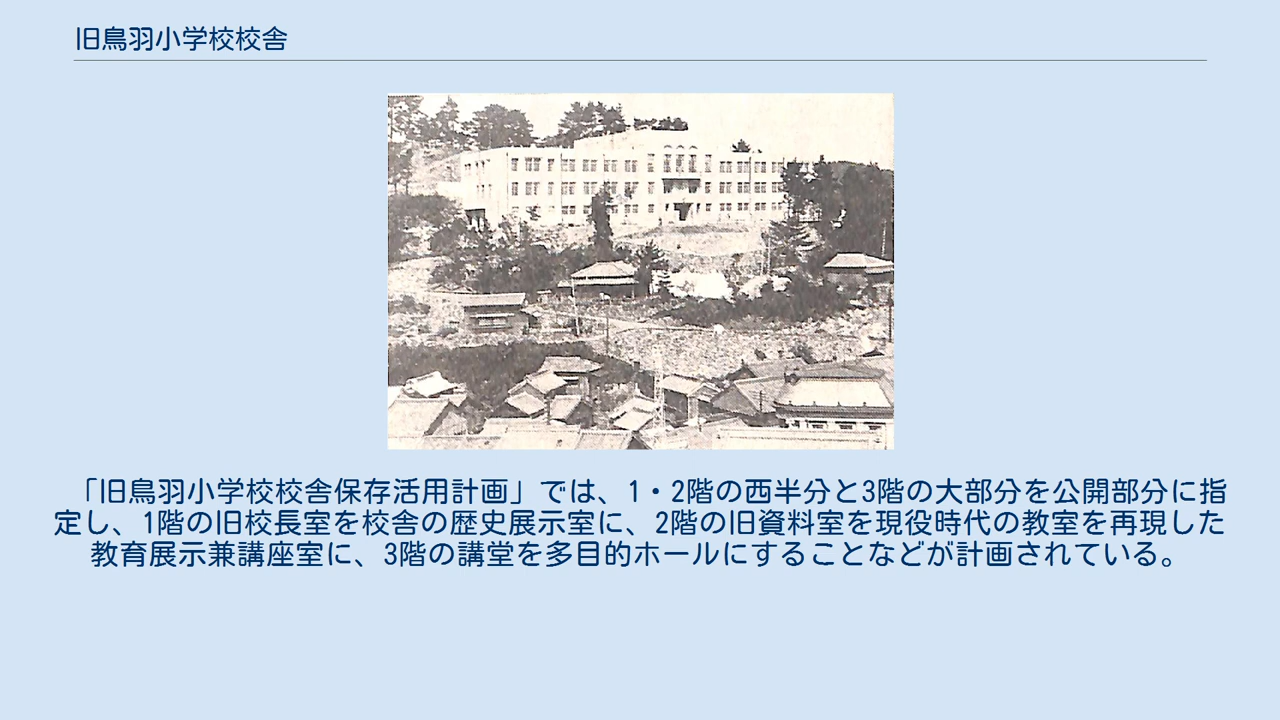 旧鳥羽小学校校舎
「旧鳥羽小学校校舎保存活用計画」では、1・2階の西半分と3階の大部分を公開部分に指
定し、1階の旧校長室を校舎の歴史展示室に、2階の旧資料室を現役時代の教室を再現した
教育展示兼講座室に、3階の講堂を多目的ホールにすることなどが計画されている。